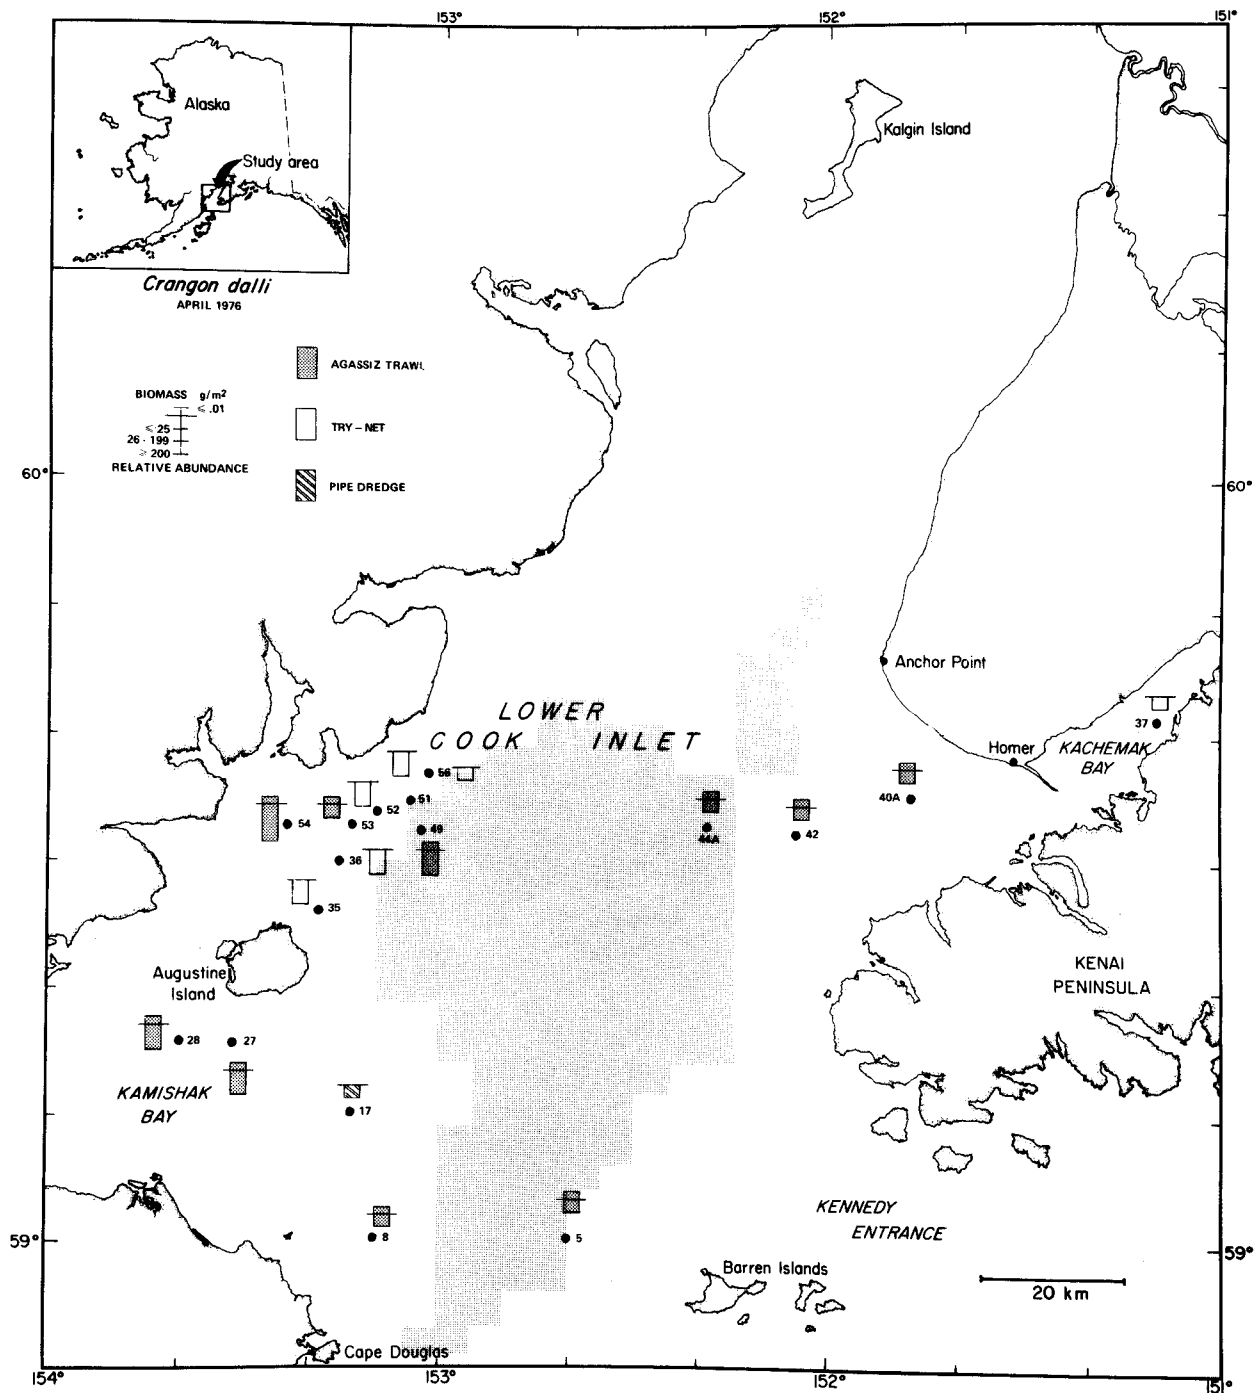 153°
152°
151°
Alaska
Study area
Kalgin Island
Crangon dalli
APRIL 1976
AGASSIZ TRAWL
BIOMASS g/m²
≤ .01
≤ 25
26 - 199
≥ 200
RELATIVE ABUNDANCE
TRY – NET
PIPE DREDGE
60°
60°
Anchor Point
LOWER
COOK INLET
37
KACHEMAK
BAY
Homer
56
51
52
40A
54
53
49
44A
42
36
35
Augustine
Island
KENAI
PENINSULA
28
27
KAMISHAK
BAY
17
KENNEDY
ENTRANCE
59°
8
5
59°
Barren Islands
20 km
Cape Douglas
154°
153°
152°
151°